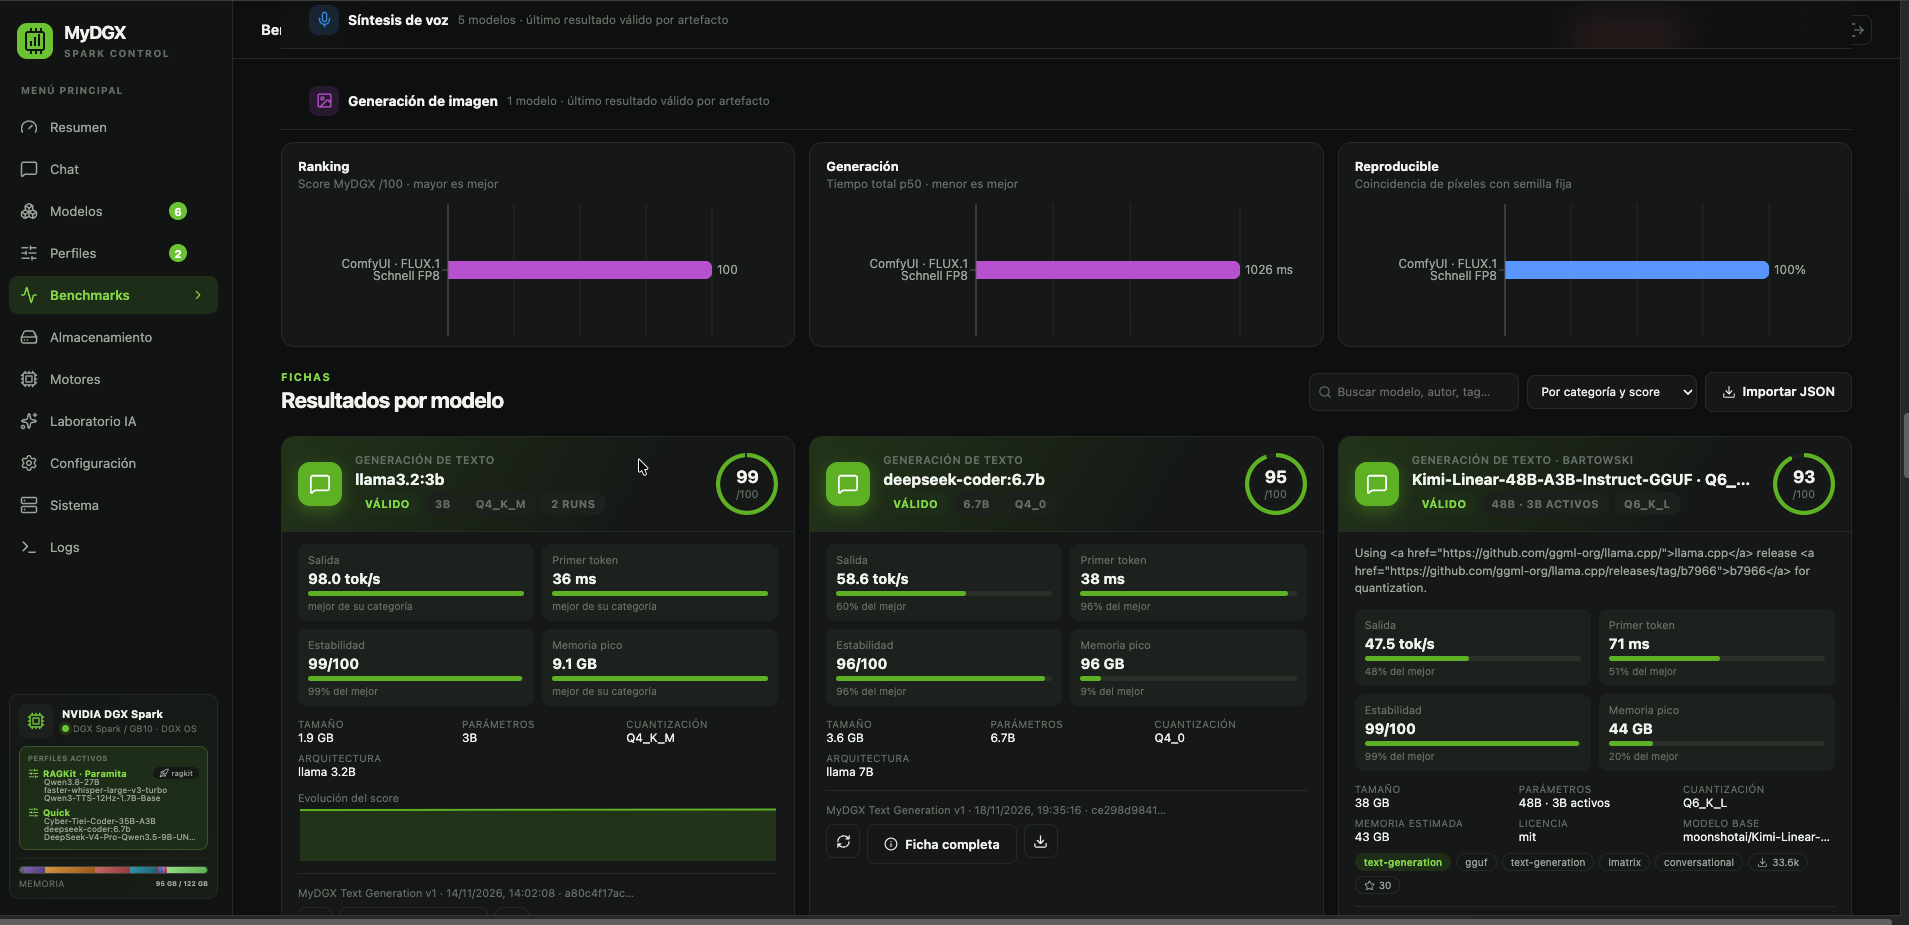 MyDGX
SPARK CONTROL
MENÚ PRINCIPAL
Resumen
Chat
Modelos
6
Perfiles
2
Benchmarks
Almacenamiento
Motores
Laboratorio IA
Configuración
Sistema
Logs
NVIDIA DGX Spark
DGX Spark / GB10 · DGX OS
PERFILES ACTIVOS
RAGKit · Paramita
ragkit
Qwen3.8-27B
faster-whisper-large-v3-turbo
Qwen3-TTS-12Hz-1.7B-Base
Quick
Cyber-Tiel-Coder-35B-A3B
deepseek-coder:6.7b
DeepSeek-V4-Pro-Qwen3.5-9B-UN...
MEMORIA
95 GB / 122 GB
Ber
Síntesis de voz
5 modelos · último resultado válido por artefacto
Generación de imagen
1 modelo · último resultado válido por artefacto
Ranking
Score MyDGX /100 · mayor es mejor
ComfyUI · FLUX.1
Schnell FP8
100
Generación
Tiempo total p50 · menor es mejor
ComfyUI · FLUX.1
Schnell FP8
1026 ms
Reproducible
Coincidencia de píxeles con semilla fija
ComfyUI · FLUX.1
Schnell FP8
100%
FICHAS
Resultados por modelo
Buscar modelo, autor, tag...
Por categoría y score
Importar JSON
GENERACIÓN DE TEXTO
llama3.2:3b
VÁLIDO
3B
Q4_K_M
2 RUNS
99
/100
Salida
98.0 tok/s
mejor de su categoría
Primer token
36 ms
mejor de su categoría
Estabilidad
99/100
99% del mejor
Memoria pico
9.1 GB
mejor de su categoría
TAMAÑO
1.9 GB
PARÁMETROS
3B
CUANTIZACIÓN
Q4_K_M
ARQUITECTURA
llama 3.2B
Evolución del score
MyDGX Text Generation v1 · 14/11/2026, 14:02:08 · a80c4f17ac...
GENERACIÓN DE TEXTO
deepseek-coder:6.7b
VÁLIDO
6.7B
Q4_0
95
/100
Salida
58.6 tok/s
60% del mejor
Primer token
38 ms
96% del mejor
Estabilidad
96/100
96% del mejor
Memoria pico
96 GB
9% del mejor
TAMAÑO
3.6 GB
PARÁMETROS
6.7B
CUANTIZACIÓN
Q4_0
ARQUITECTURA
llama 7B
MyDGX Text Generation v1 · 18/11/2026, 19:35:16 · ce298d9841...
Ficha completa
GENERACIÓN DE TEXTO · BARTOWSKI
Kimi-Linear-48B-A3B-Instruct-GGUF · Q6_...
VÁLIDO
48B · 3B ACTIVOS
Q6_K_L
93
/100
Using <a href="https://github.com/ggml-org/llama.cpp/">llama.cpp</a> release <a
href="https://github.com/ggml-org/llama.cpp/releases/tag/b7966">b7966</a> for
quantization.
Salida
47.5 tok/s
48% del mejor
Primer token
71 ms
51% del mejor
Estabilidad
99/100
99% del mejor
Memoria pico
44 GB
20% del mejor
TAMAÑO
38 GB
PARÁMETROS
48B · 3B activos
CUANTIZACIÓN
Q6_K_L
MEMORIA ESTIMADA
43 GB
LICENCIA
mit
MODELO BASE
moonshotai/Kimi-Linear-...
text-generation
gguf
text-generation
imatrix
conversational
33.6k
30